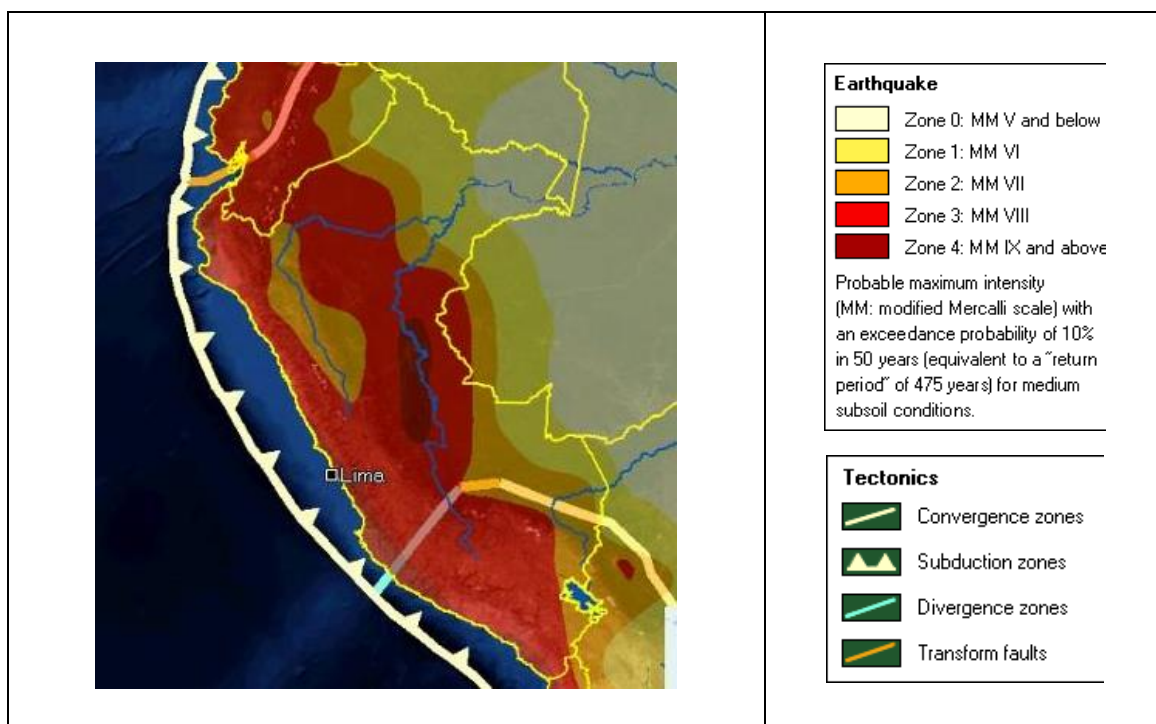 Lima
Earthquake
Zone 0: MM V and below
Zone 1: MM VI
Zone 2: MM VII
Zone 3: MM VIII
Zone 4: MM IX and above
Probable maximum intensity
(MM: modified Mercalli scale) with
an exceedance probability of 10%
in 50 years (equivalent to a "return
period" of 475 years) for medium
subsoil conditions.
Tectonics
Convergence zones
Subduction zones
Divergence zones
Transform faults